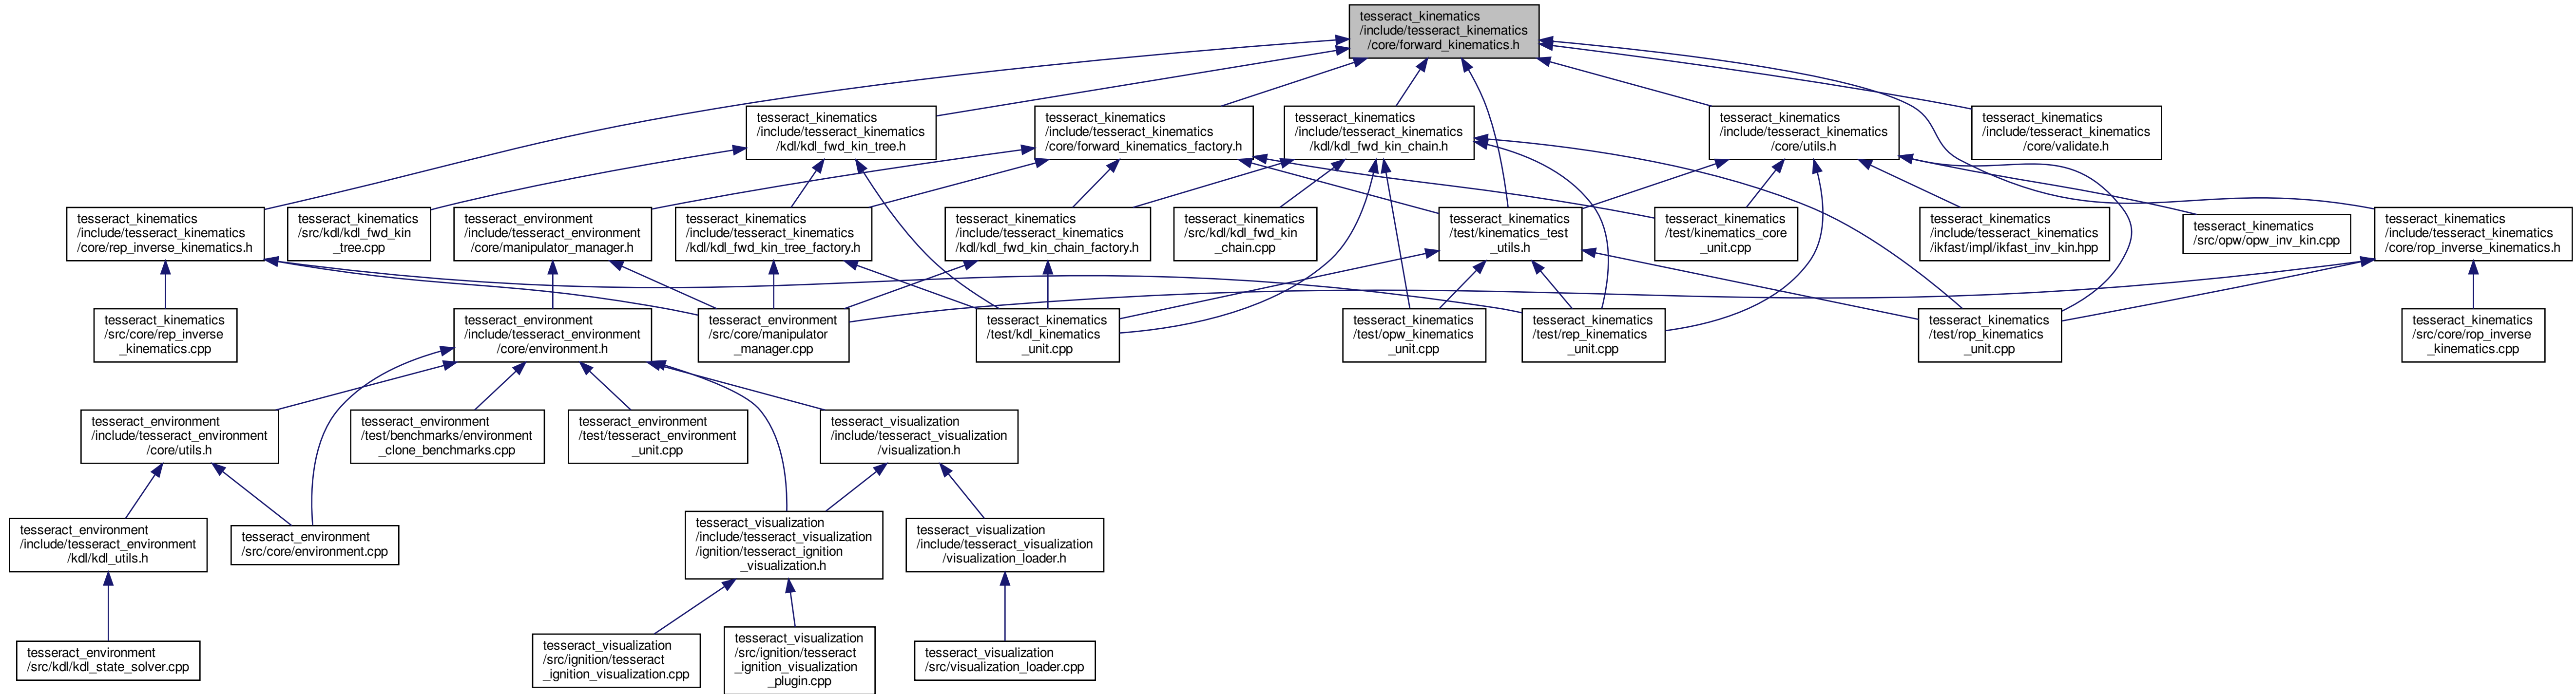 tesseract_kinematics
/include/tesseract_kinematics
/core/forward_kinematics.h
tesseract_kinematics
/include/tesseract_kinematics
/kdl/kdl_fwd_kin_tree.h
tesseract_kinematics
/include/tesseract_kinematics
/core/forward_kinematics_factory.h
tesseract_kinematics
/include/tesseract_kinematics
/kdl/kdl_fwd_kin_chain.h
tesseract_kinematics
/include/tesseract_kinematics
/core/utils.h
tesseract_kinematics
/include/tesseract_kinematics
/core/validate.h
tesseract_kinematics
/include/tesseract_kinematics
/core/rep_inverse_kinematics.h
tesseract_kinematics
/src/kdl/kdl_fwd_kin
_tree.cpp
tesseract_environment
/include/tesseract_environment
/core/manipulator_manager.h
tesseract_kinematics
/include/tesseract_kinematics
/kdl/kdl_fwd_kin_tree_factory.h
tesseract_kinematics
/include/tesseract_kinematics
/kdl/kdl_fwd_kin_chain_factory.h
tesseract_kinematics
/src/kdl/kdl_fwd_kin
_chain.cpp
tesseract_kinematics
/test/kinematics_test
_utils.h
tesseract_kinematics
/test/kinematics_core
_unit.cpp
tesseract_kinematics
/include/tesseract_kinematics
/ikfast/impl/ikfast_inv_kin.hpp
tesseract_kinematics
/src/opw/opw_inv_kin.cpp
tesseract_kinematics
/include/tesseract_kinematics
/core/rop_inverse_kinematics.h
tesseract_kinematics
/src/core/rep_inverse
_kinematics.cpp
tesseract_environment
/include/tesseract_environment
/core/environment.h
tesseract_environment
/src/core/manipulator
_manager.cpp
tesseract_kinematics
/test/kdl_kinematics
_unit.cpp
tesseract_kinematics
/test/opw_kinematics
_unit.cpp
tesseract_kinematics
/test/rep_kinematics
_unit.cpp
tesseract_kinematics
/test/rop_kinematics
_unit.cpp
tesseract_kinematics
/src/core/rop_inverse
_kinematics.cpp
tesseract_environment
/include/tesseract_environment
/core/utils.h
tesseract_environment
/test/benchmarks/environment
_clone_benchmarks.cpp
tesseract_environment
/test/tesseract_environment
_unit.cpp
tesseract_visualization
/include/tesseract_visualization
/visualization.h
tesseract_environment
/include/tesseract_environment
/kdl/kdl_utils.h
tesseract_environment
/src/core/environment.cpp
tesseract_visualization
/include/tesseract_visualization
/ignition/tesseract_ignition
_visualization.h
tesseract_visualization
/include/tesseract_visualization
/visualization_loader.h
tesseract_environment
/src/kdl/kdl_state_solver.cpp
tesseract_visualization
/src/ignition/tesseract
_ignition_visualization.cpp
tesseract_visualization
/src/ignition/tesseract
_ignition_visualization
_plugin.cpp
tesseract_visualization
/src/visualization_loader.cpp